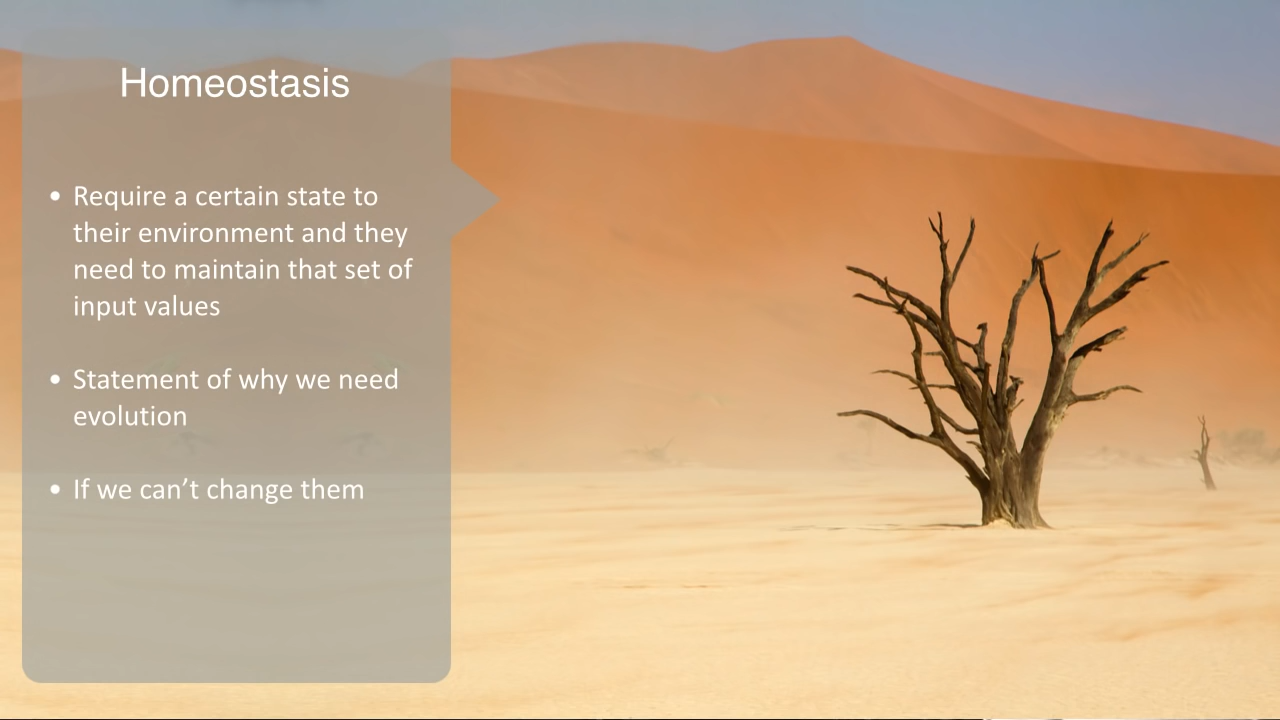 Homeostasis
• Require a certain state to
their environment and they
need to maintain that set of
input values
• Statement of why we need
evolution
• If we can’t change them